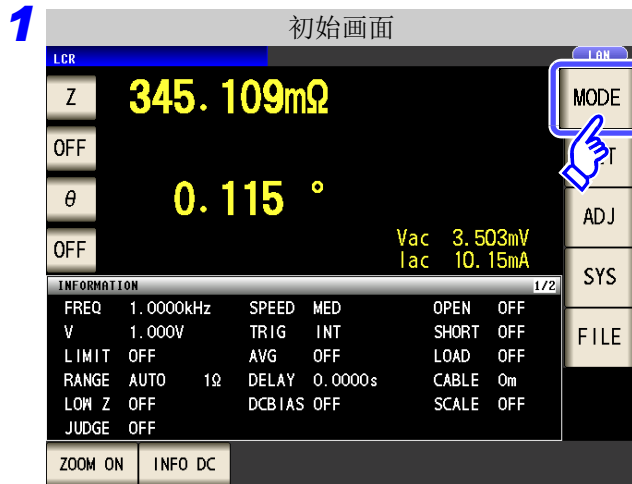 1
初始画面
LCR
LAN
Z 345.109mΩ
MODE
OFF
θ 0.115 °
ADJ
OFF
Vac 3.503mV
Iac 10.15mA
SYS
INFORMATION 1/2
FREQ 1.0000kHz SPEED MED OPEN OFF
V 1.000V TRIG INT SHORT OFF
FILE
LIMIT OFF AVG OFF LOAD OFF
RANGE AUTO 1Ω DELAY 0.0000s CABLE 0m
LOW Z OFF DCBIAS OFF SCALE OFF
JUDGE OFF
ZOOM ON INFO DC